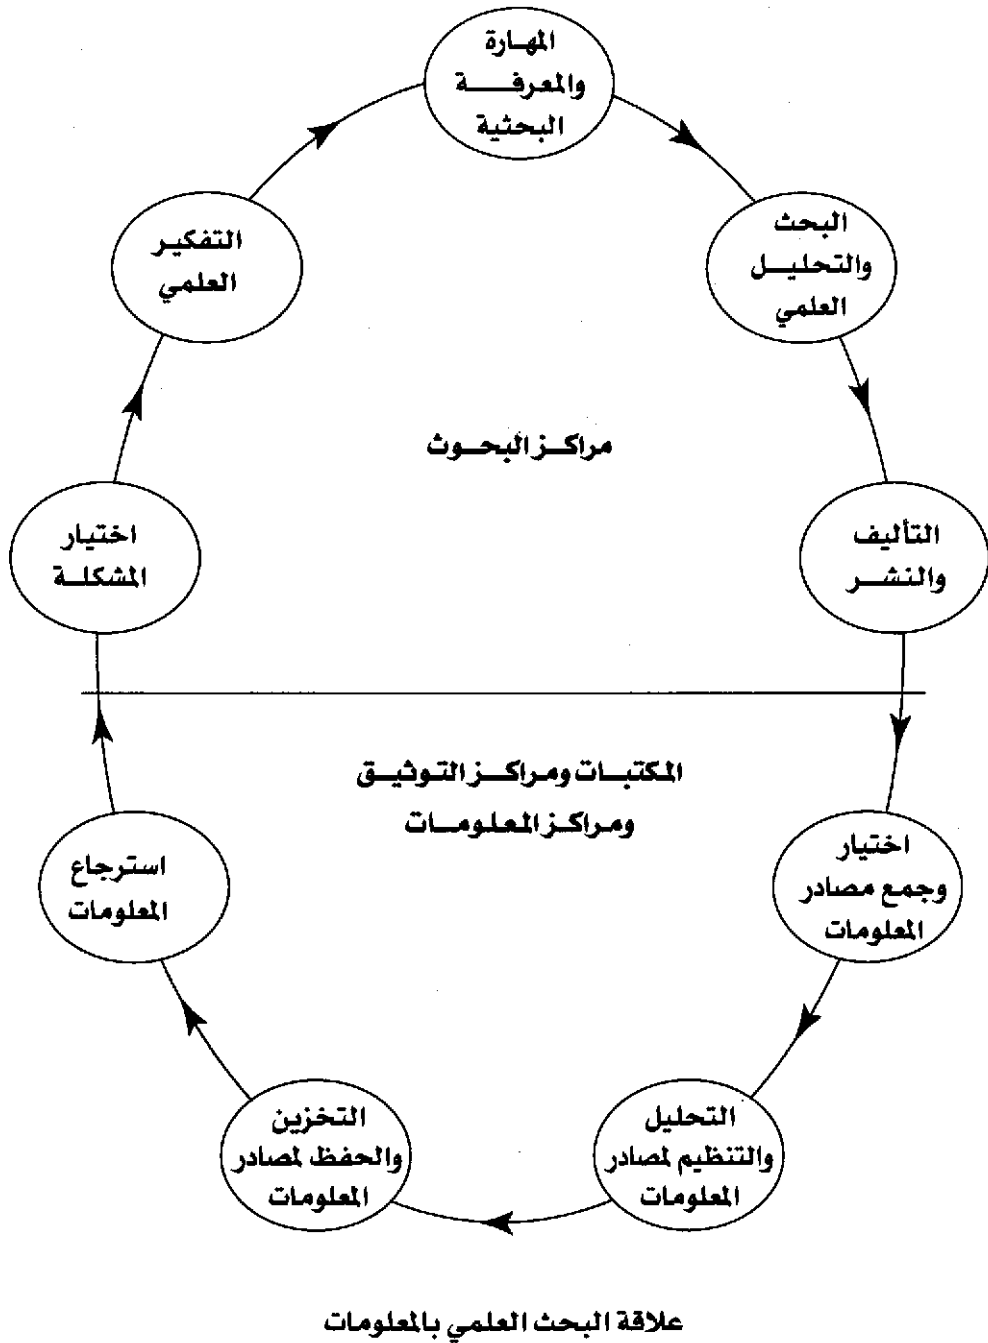 المهارة
والمعرفة
البحثية
البحث
والتحليل
العلمي
التفكير
العلمي
مراكز البحوث
التأليف
والنشر
اختيار
المشكلة
المكتبات ومراكز التوثيق
ومراكز المعلومات
اختيار
وجمع مصادر
المعلومات
استرجاع
المعلومات
التحليل
والتنظيم لمصادر
المعلومات
التخزين
والحفظ لمصادر
المعلومات
علاقة البحث العلمي بالمعلومات